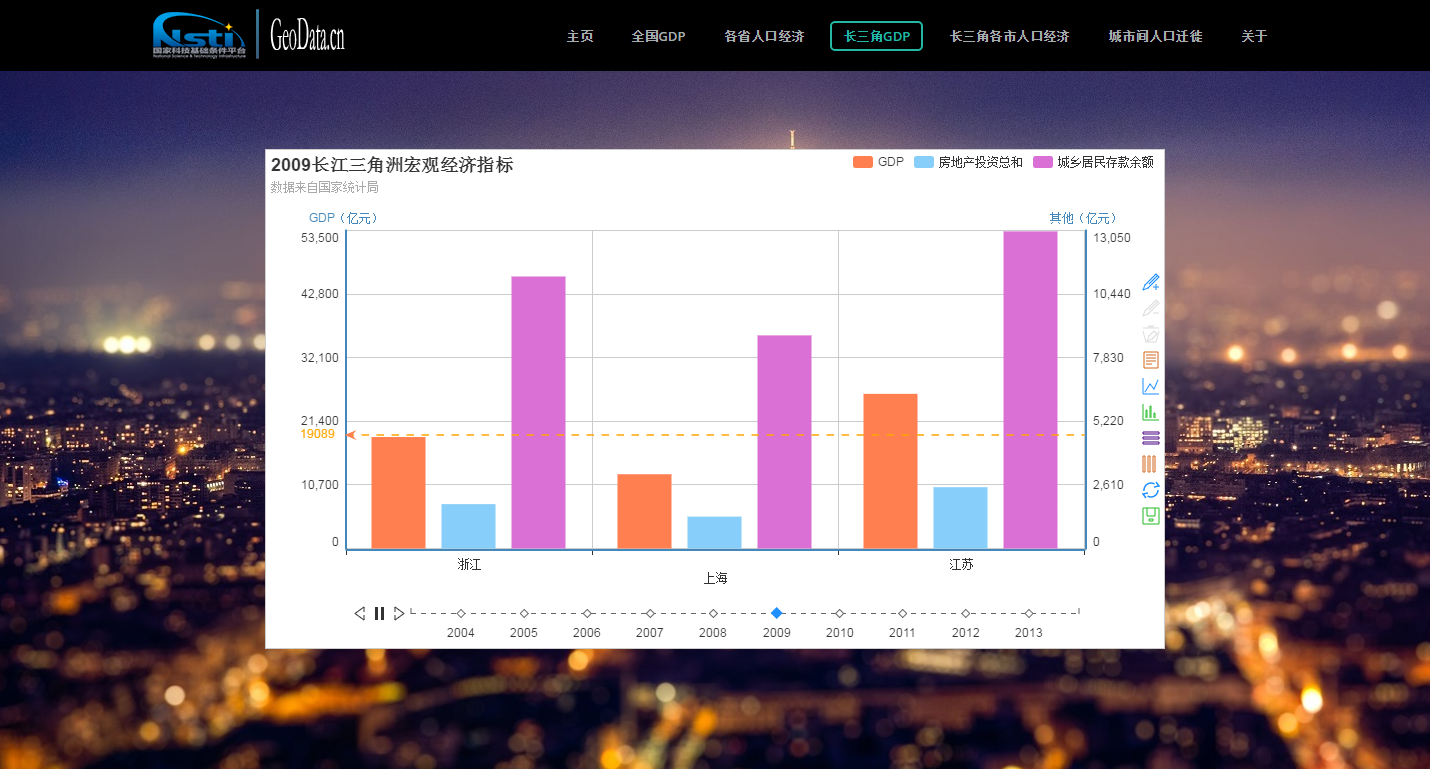 Nsti
国家科技基础条件平台
National Science & Technology Infrastructure
GeoData.cn
主页 全国GDP 各省人口经济 长三角GDP 长三角各市人口经济 城市间人口迁徙 关于
2009长江三角洲宏观经济指标
数据来自国家统计局
GDP 房地产投资总和 城乡居民存款余额
GDP（亿元） 其他（亿元）
53,500 13,050
42,800 10,440
32,100 7,830
21,400 5,220
19089
10,700 2,610
0 0
浙江 上海 江苏
2004 2005 2006 2007 2008 2009 2010 2011 2012 2013